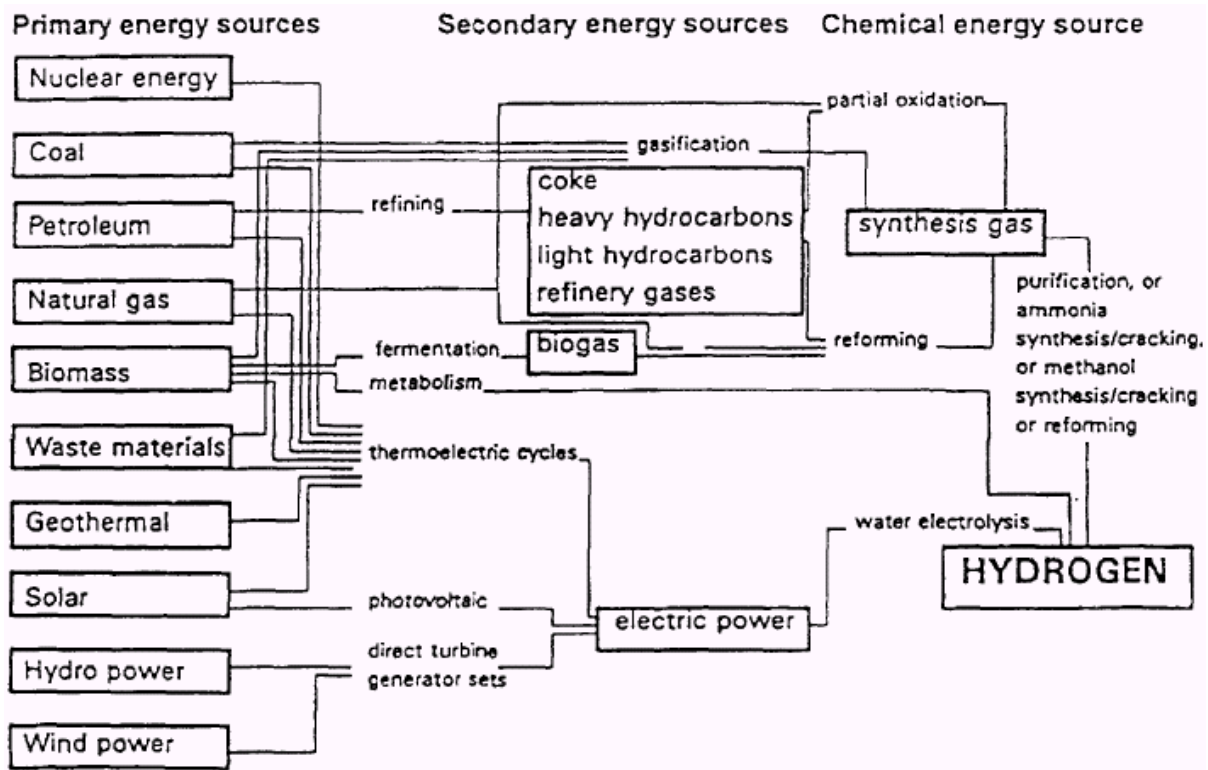 Primary energy sources
Secondary energy sources
Chemical energy source
Nuclear energy
Coal
Petroleum
Natural gas
Biomass
Waste materials
Geothermal
Solar
Hydro power
Wind power
refining
fermentation
metabolism
thermoelectric cycles
photovoltaic
direct turbine
generator sets
gasification
coke
heavy hydrocarbons
light hydrocarbons
refinery gases
biogas
electric power
partial oxidation
synthesis gas
reforming
purification, or
ammonia
synthesis/cracking,
or methanol
synthesis/cracking
or reforming
water electrolysis
HYDROGEN